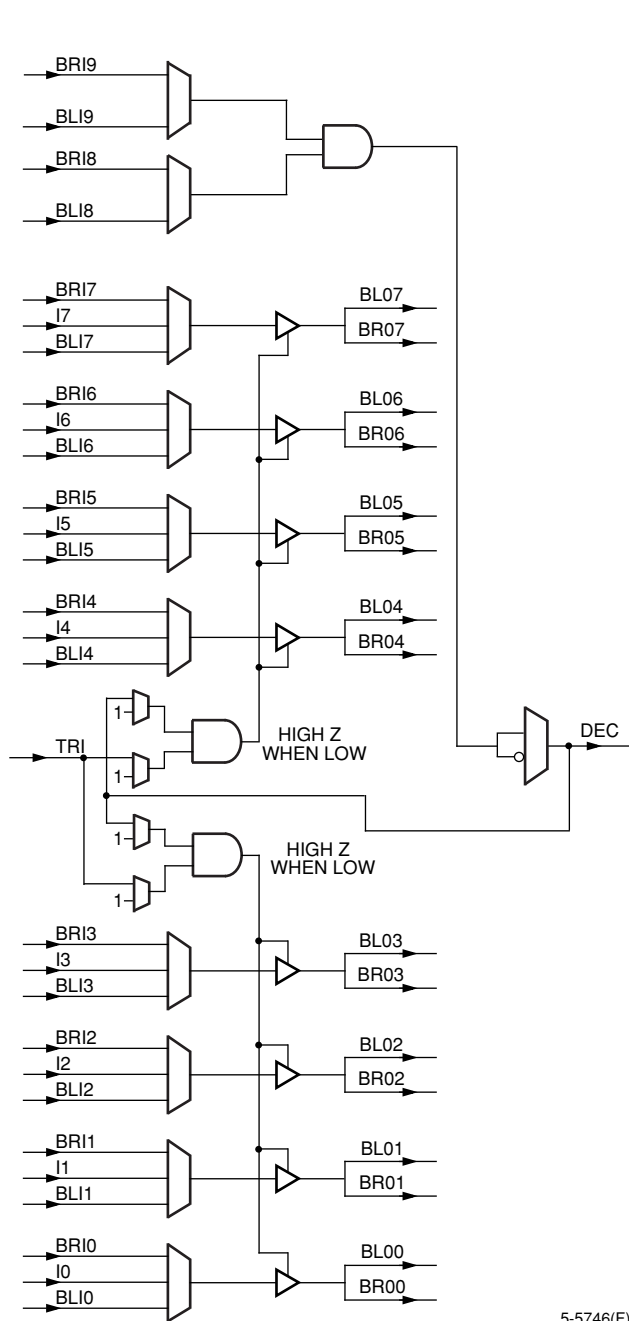 BRI9
BLI9
BRI8
BLI8
BRI7
I7
BLI7
BL07
BR07
BRI6
I6
BLI6
BL06
BR06
BRI5
I5
BLI5
BL05
BR05
BRI4
I4
BLI4
BL04
BR04
1
HIGH Z
WHEN LOW
TRI
1
DEC
1
HIGH Z
WHEN LOW
1
BRI3
I3
BLI3
BL03
BR03
BRI2
I2
BLI2
BL02
BR02
BRI1
I1
BLI1
BL01
BR01
BRI0
I0
BLI0
BL00
BR00
5-5746(F)